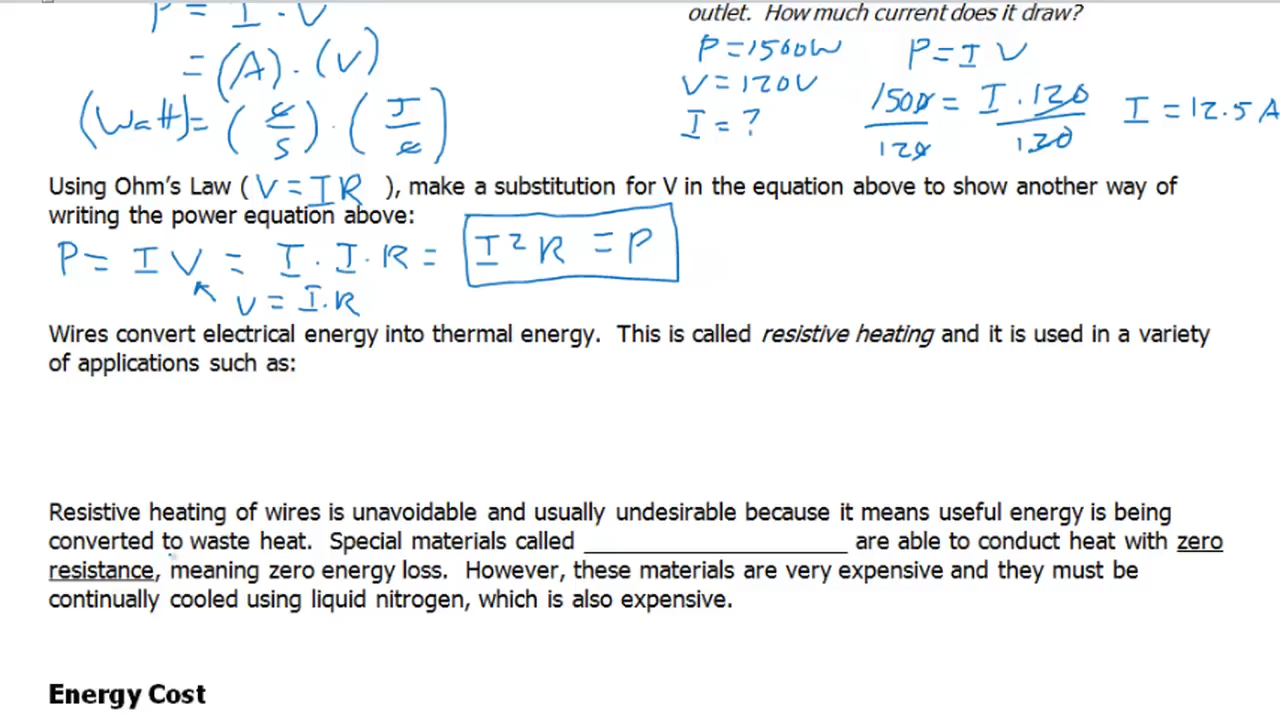 P = I · V
outlet. How much current does it draw?
= (A) · (V)
P = 1500W
P = I V
V = 120V
1500 = I . 120
120 120
I = ?
I = 12.5 A
(Watt) = (C/S) · (J/C)
Using Ohm's Law ( V = IR ), make a substitution for V in the equation above to show another way of
writing the power equation above:
P = I V = I · I · R = I²R = P
V = I.R
Wires convert electrical energy into thermal energy. This is called resistive heating and it is used in a variety
of applications such as:
Resistive heating of wires is unavoidable and usually undesirable because it means useful energy is being
converted to waste heat. Special materials called ______________________ are able to conduct heat with zero
resistance, meaning zero energy loss. However, these materials are very expensive and they must be
continually cooled using liquid nitrogen, which is also expensive.
Energy Cost